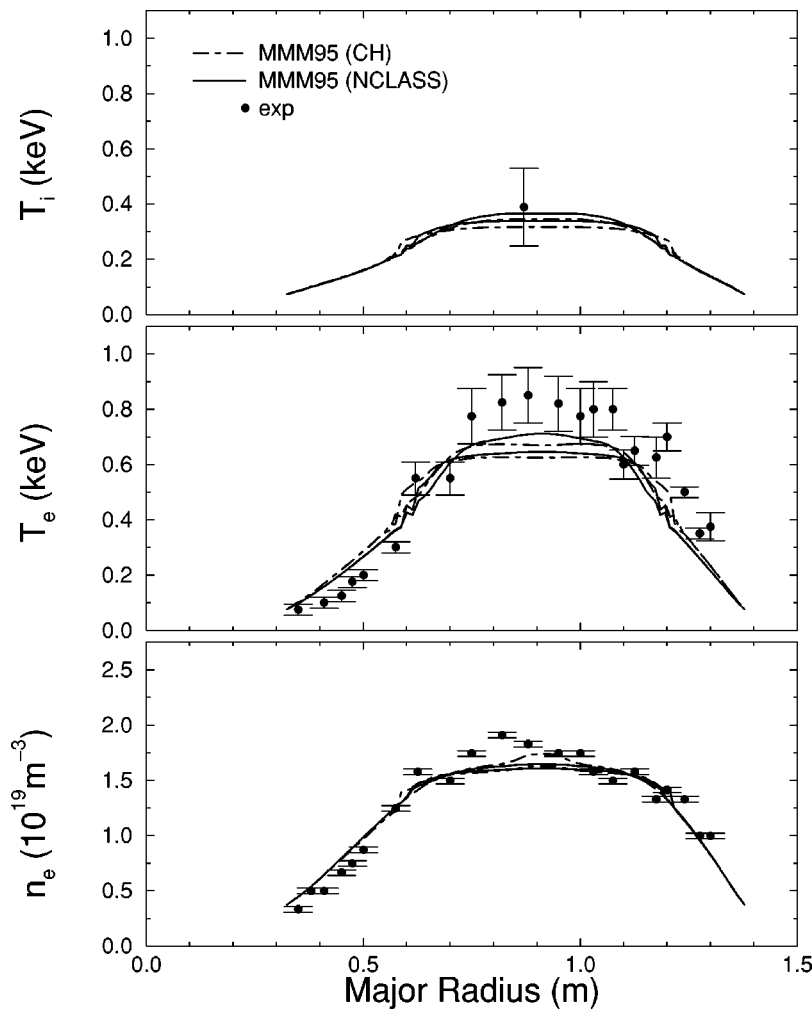 1.0
0.8
0.6
0.4
0.2
0.0
T_i (keV)
MMM95 (CH)
MMM95 (NCLASS)
exp
1.0
0.8
0.6
0.4
0.2
0.0
T_e (keV)
2.5
2.0
1.5
1.0
0.5
0.0
n_e (10^19 m^−3)
0.0 0.5 1.0 1.5
Major Radius (m)